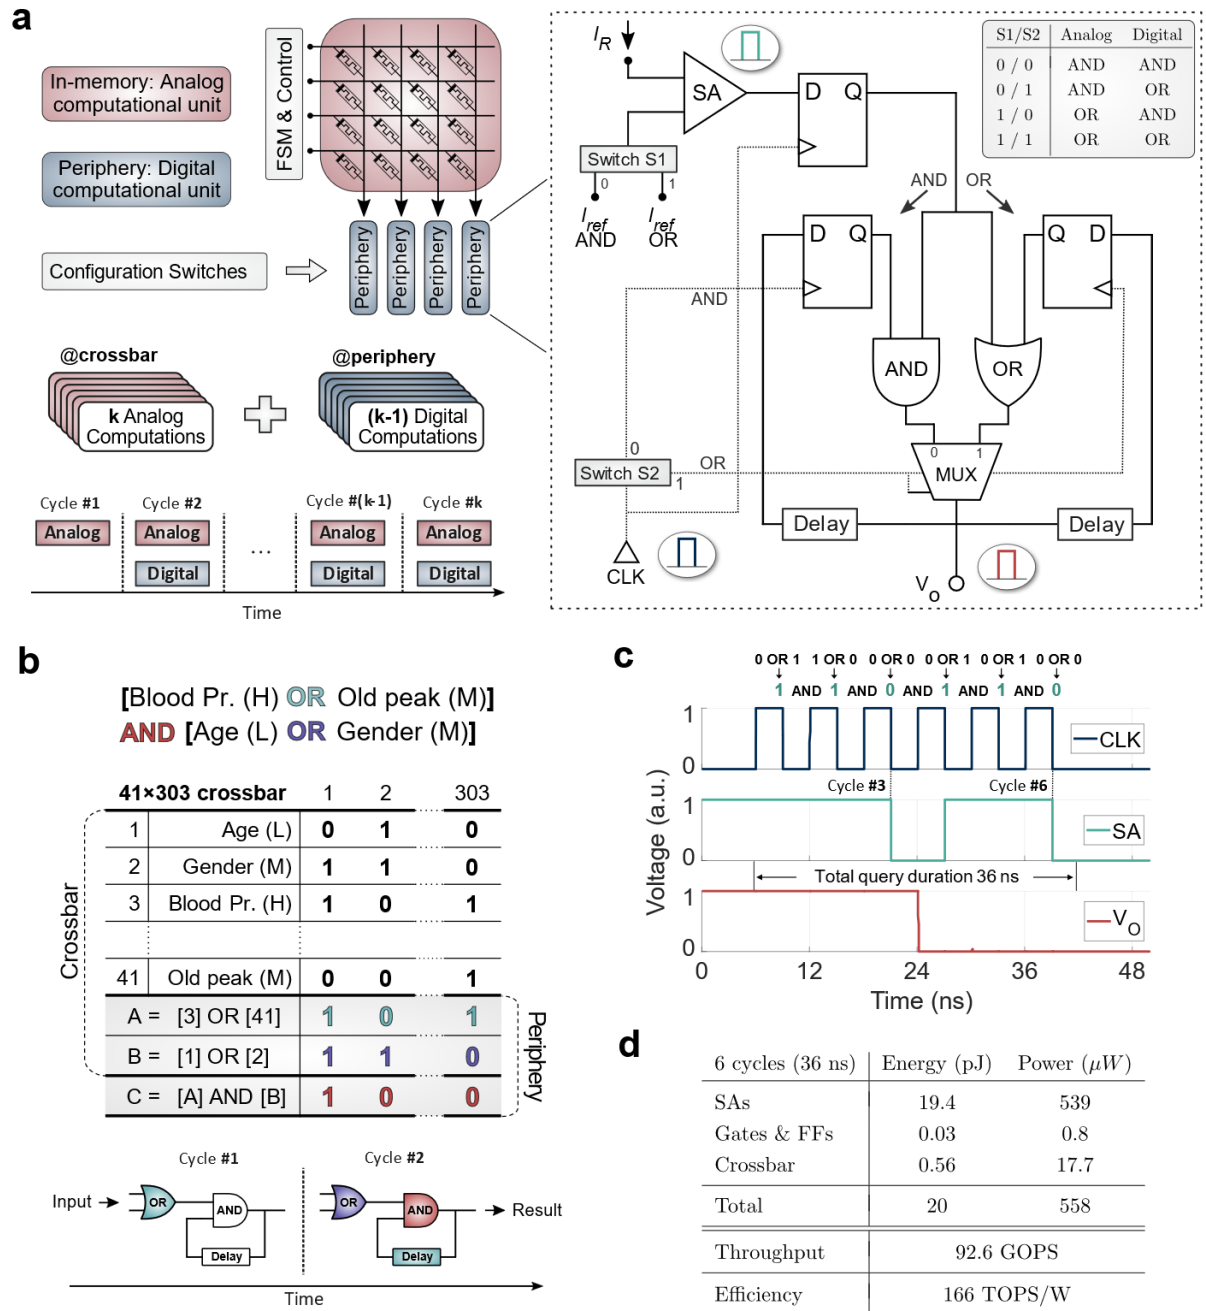 a
In-memory: Analog
computational unit
Periphery: Digital
computational unit
Configuration Switches
FSM & Control
Periphery
Periphery
Periphery
Periphery
@crossbar
k Analog
Computations
@periphery
(k-1) Digital
Computations
Cycle #1
Cycle #2
Cycle #(k-1)
Cycle #k
Analog
Analog
...
Analog
Analog
Digital
Digital
Digital
Time
I_R
SA
D Q
Switch S1
0 1
I_ref
AND
I_ref
OR
S1/S2 Analog Digital
0 / 0 AND AND
0 / 1 AND OR
1 / 0 OR AND
1 / 1 OR OR
AND OR
D Q
Q D
AND
AND
OR
0 1
MUX
0
Switch S2
1
OR
Delay
Delay
CLK
V_o
b
[Blood Pr. (H) OR Old peak (M)]
AND [Age (L) OR Gender (M)]
41×303 crossbar 1 2 303
1 Age (L) 0 1 0
2 Gender (M) 1 1 0
3 Blood Pr. (H) 1 0 1
41 Old peak (M) 0 0 1
A = [3] OR [41] 1 0 1
B = [1] OR [2] 1 1 0
C = [A] AND [B] 1 0 0
Crossbar
Periphery
Cycle #1
Cycle #2
Input
OR
AND
Delay
OR
AND
Delay
Result
Time
c
0 OR 1 1 OR 0 0 OR 0 0 OR 1 0 OR 1 0 OR 0
1 AND 1 AND 0 AND 1 AND 1 AND 0
1
0
CLK
Cycle #3
Cycle #6
1
0
SA
Total query duration 36 ns
1
0
V_O
Voltage (a.u.)
0 12 24 36 48
Time (ns)
d
6 cycles (36 ns) Energy (pJ) Power (μW)
SAs 19.4 539
Gates & FFs 0.03 0.8
Crossbar 0.56 17.7
Total 20 558
Throughput 92.6 GOPS
Efficiency 166 TOPS/W